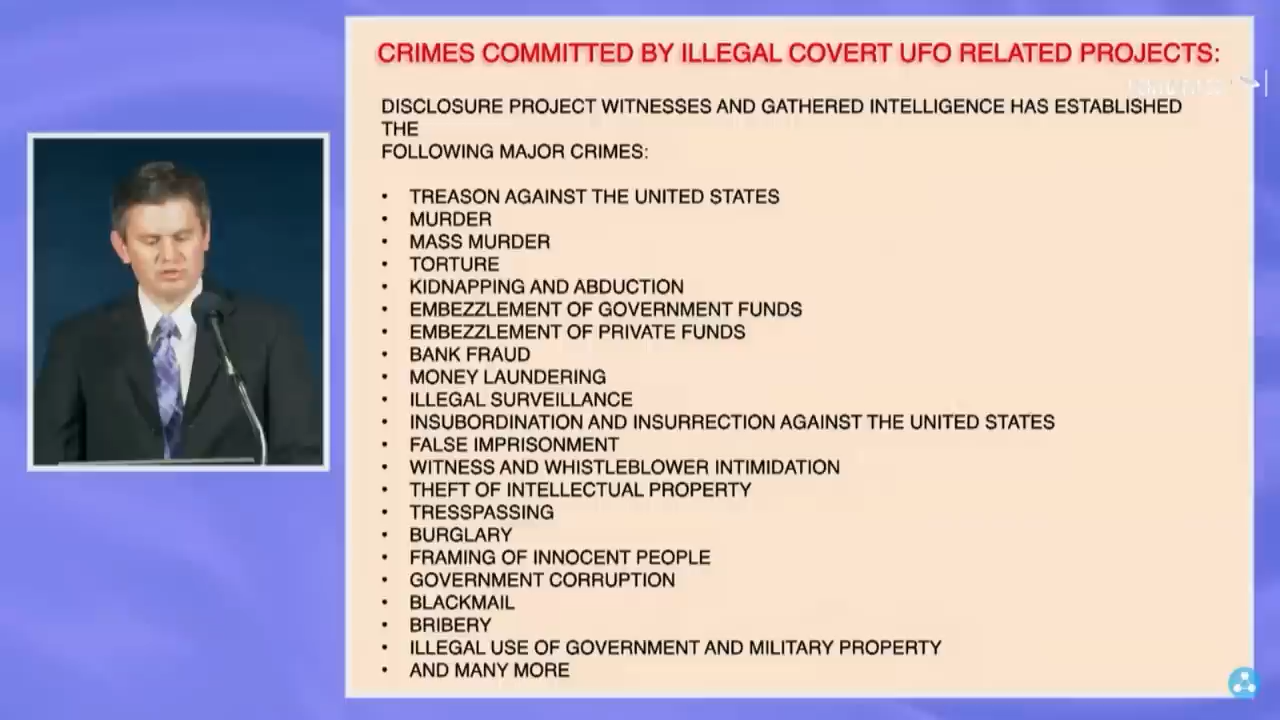 CRIMES COMMITTED BY ILLEGAL COVERT UFO RELATED PROJECTS:
DISCLOSURE PROJECT WITNESSES AND GATHERED INTELLIGENCE HAS ESTABLISHED
THE
FOLLOWING MAJOR CRIMES:
• TREASON AGAINST THE UNITED STATES
• MURDER
• MASS MURDER
• TORTURE
• KIDNAPPING AND ABDUCTION
• EMBEZZLEMENT OF GOVERNMENT FUNDS
• EMBEZZLEMENT OF PRIVATE FUNDS
• BANK FRAUD
• MONEY LAUNDERING
• ILLEGAL SURVEILLANCE
• INSUBORDINATION AND INSURRECTION AGAINST THE UNITED STATES
• FALSE IMPRISONMENT
• WITNESS AND WHISTLEBLOWER INTIMIDATION
• THEFT OF INTELLECTUAL PROPERTY
• TRESSPASSING
• BURGLARY
• FRAMING OF INNOCENT PEOPLE
• GOVERNMENT CORRUPTION
• BLACKMAIL
• BRIBERY
• ILLEGAL USE OF GOVERNMENT AND MILITARY PROPERTY
• AND MANY MORE